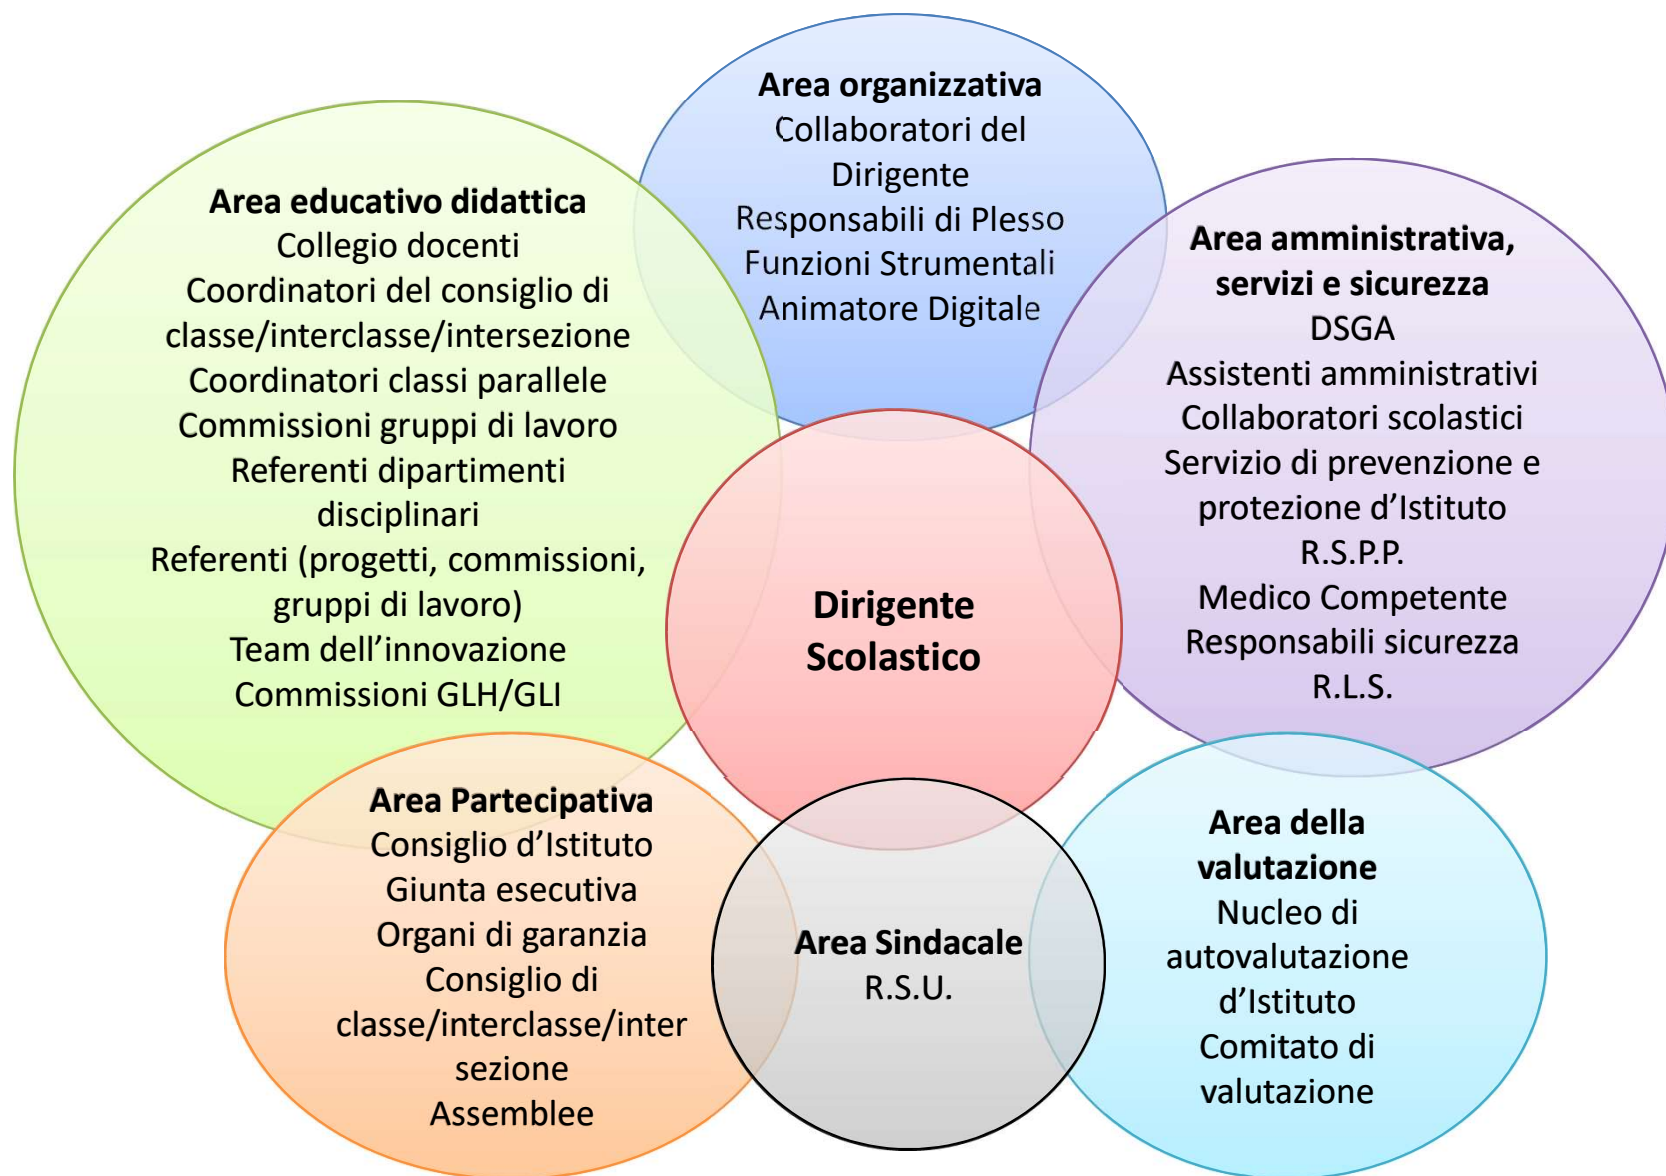 Area organizzativa
Collaboratori del
Dirigente
Responsabili di Plesso
Funzioni Strumentali
Animatore Digitale
Area educativo didattica
Collegio docenti
Coordinatori del consiglio di
classe/interclasse/intersezione
Coordinatori classi parallele
Commissioni gruppi di lavoro
Referenti dipartimenti
disciplinari
Referenti (progetti, commissioni,
gruppi di lavoro)
Team dell’innovazione
Commissioni GLH/GLI
Area amministrativa,
servizi e sicurezza
DSGA
Assistenti amministrativi
Collaboratori scolastici
Servizio di prevenzione e
protezione d’Istituto
R.S.P.P.
Medico Competente
Responsabili sicurezza
R.L.S.
Dirigente
Scolastico
Area Partecipativa
Consiglio d’Istituto
Giunta esecutiva
Organi di garanzia
Consiglio di
classe/interclasse/inter
sezione
Assemblee
Area Sindacale
R.S.U.
Area della
valutazione
Nucleo di
autovalutazione
d’Istituto
Comitato di
valutazione